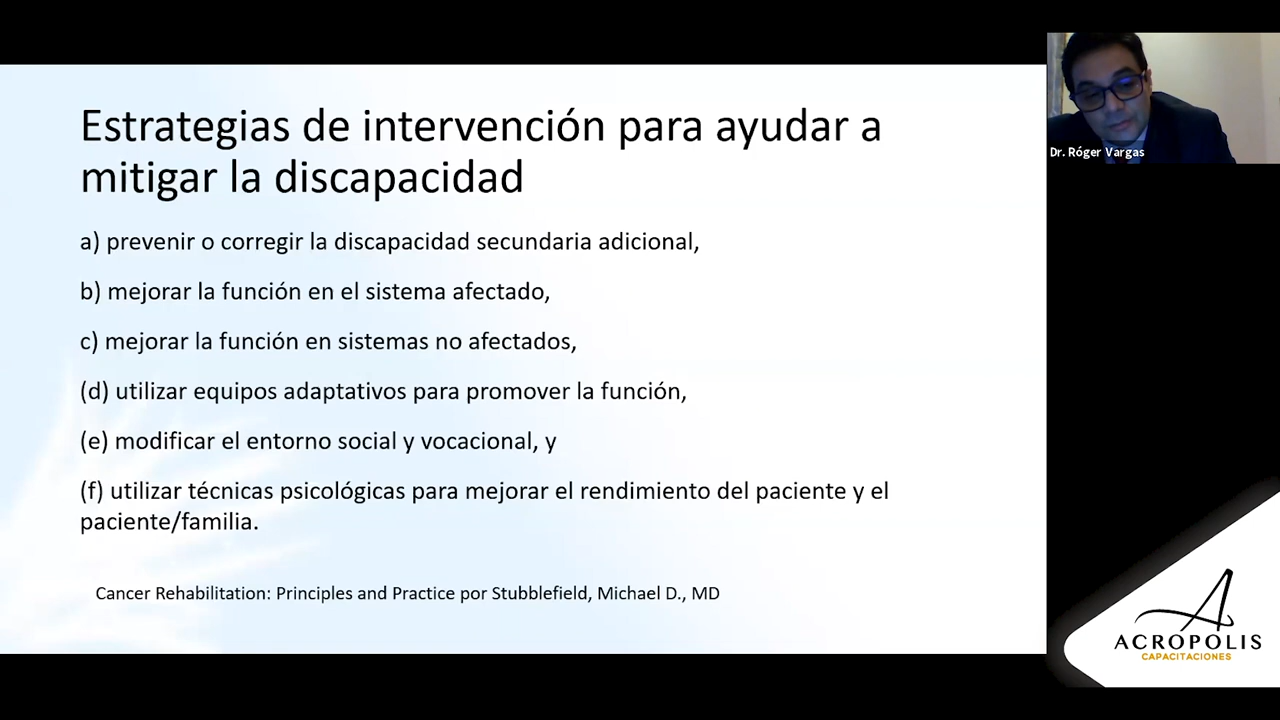 Estrategias de intervención para ayudar a
mitigar la discapacidad
a) prevenir o corregir la discapacidad secundaria adicional,
b) mejorar la función en el sistema afectado,
c) mejorar la función en sistemas no afectados,
(d) utilizar equipos adaptativos para promover la función,
(e) modificar el entorno social y vocacional, y
(f) utilizar técnicas psicológicas para mejorar el rendimiento del paciente y el
paciente/familia.
Cancer Rehabilitation: Principles and Practice por Stubblefield, Michael D., MD
Dr. Róger Vargas
ACROPOLIS
CAPACITACIONES